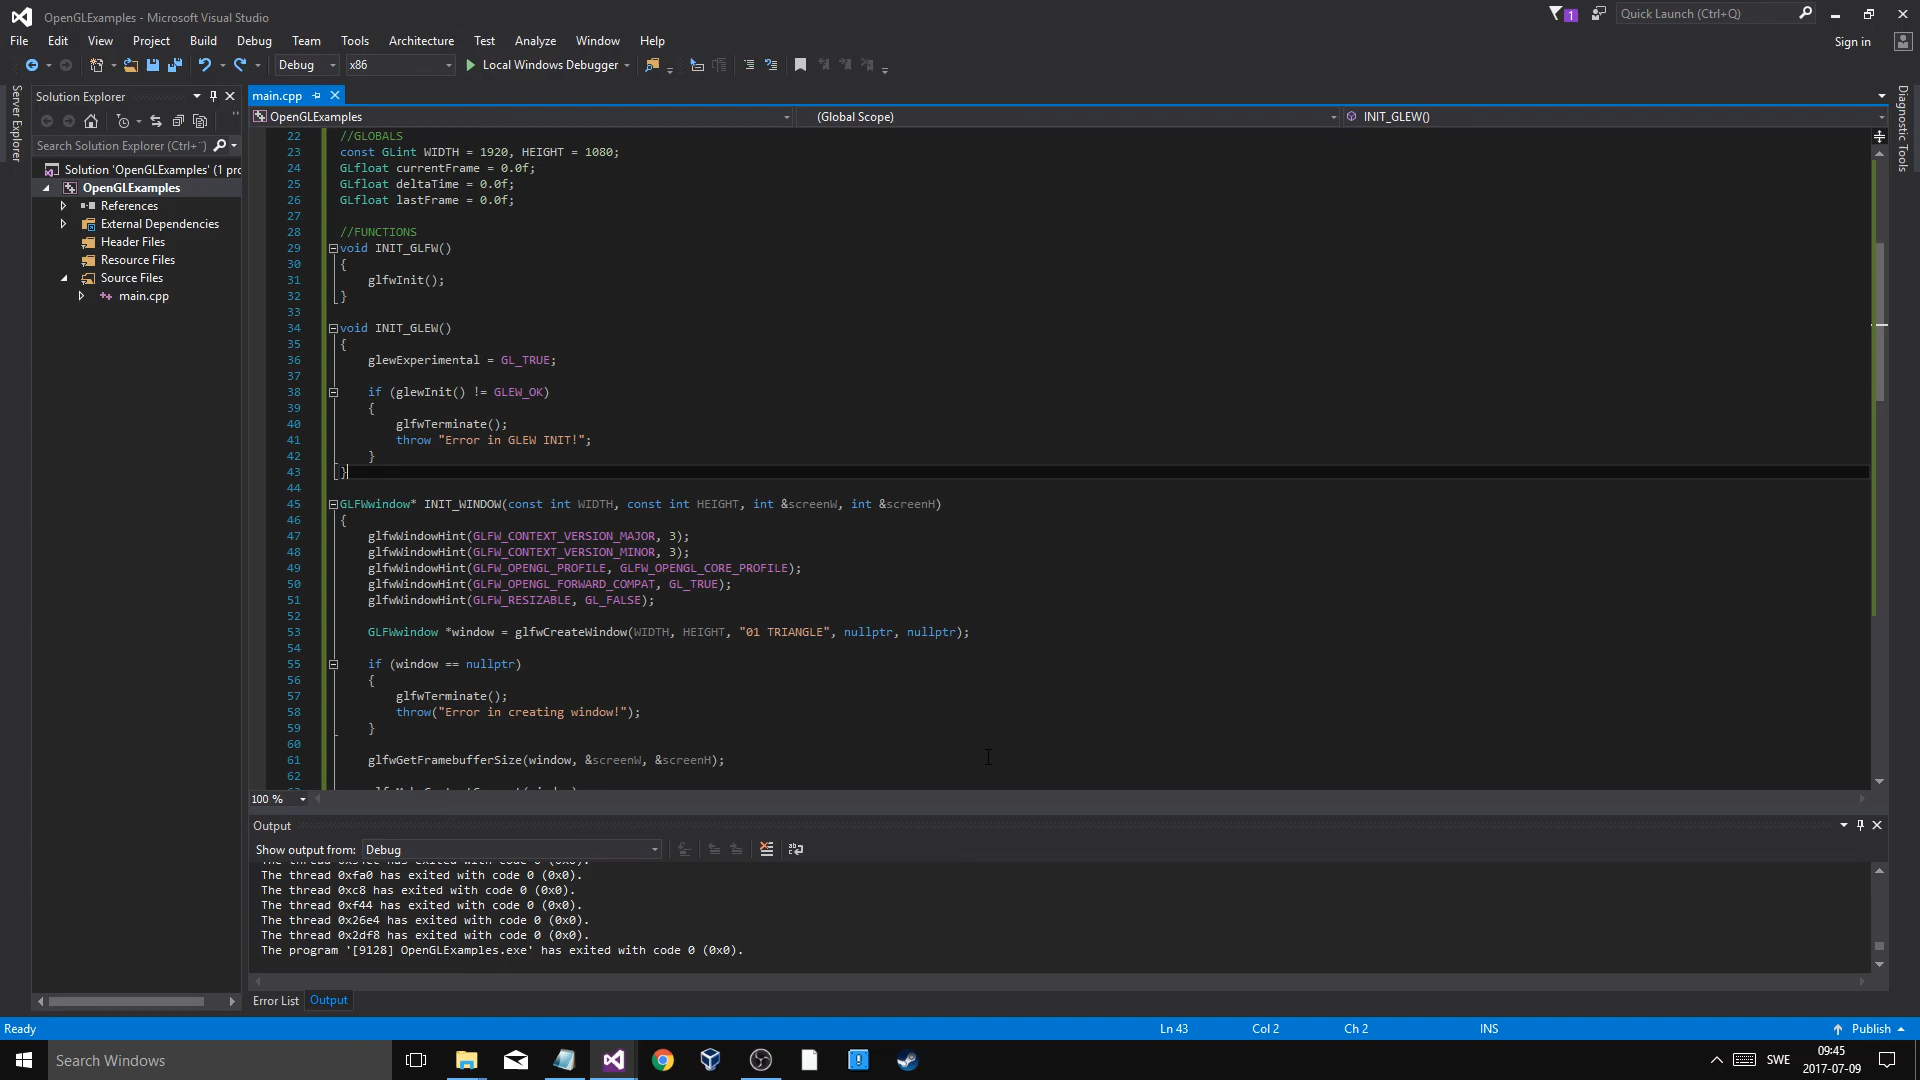 OpenGLExamples - Microsoft Visual Studio
1
Quick Launch (Ctrl+Q)
File Edit View Project Build Debug Team Tools Architecture Test Analyze Window Help
Sign in
Debug x86 Local Windows Debugger
Server Explorer
Solution Explorer
Search Solution Explorer (Ctrl+¨)
Solution 'OpenGLExamples' (1 pro
OpenGLExamples
References
External Dependencies
Header Files
Resource Files
Source Files
main.cpp
main.cpp
OpenGLExamples (Global Scope) INIT_GLEW()
22 //GLOBALS
23 const GLint WIDTH = 1920, HEIGHT = 1080;
24 GLfloat currentFrame = 0.0f;
25 GLfloat deltaTime = 0.0f;
26 GLfloat lastFrame = 0.0f;
27
28 //FUNCTIONS
29 void INIT_GLFW()
30 {
31 glfwInit();
32 }
33
34 void INIT_GLEW()
35 {
36 glewExperimental = GL_TRUE;
37
38 if (glewInit() != GLEW_OK)
39 {
40 glfwTerminate();
41 throw "Error in GLEW INIT!";
42 }
43 }
44
45 GLFWwindow* INIT_WINDOW(const int WIDTH, const int HEIGHT, int &screenW, int &screenH)
46 {
47 glfwWindowHint(GLFW_CONTEXT_VERSION_MAJOR, 3);
48 glfwWindowHint(GLFW_CONTEXT_VERSION_MINOR, 3);
49 glfwWindowHint(GLFW_OPENGL_PROFILE, GLFW_OPENGL_CORE_PROFILE);
50 glfwWindowHint(GLFW_OPENGL_FORWARD_COMPAT, GL_TRUE);
51 glfwWindowHint(GLFW_RESIZABLE, GL_FALSE);
52
53 GLFWwindow *window = glfwCreateWindow(WIDTH, HEIGHT, "01 TRIANGLE", nullptr, nullptr);
54
55 if (window == nullptr)
56 {
57 glfwTerminate();
58 throw("Error in creating window!");
59 }
60
61 glfwGetFramebufferSize(window, &screenW, &screenH);
62
Diagnostic Tools
100 %
Output
Show output from: Debug
The thread 0xfa0 has exited with code 0 (0x0).
The thread 0xc8 has exited with code 0 (0x0).
The thread 0xf44 has exited with code 0 (0x0).
The thread 0x26e4 has exited with code 0 (0x0).
The thread 0x2df8 has exited with code 0 (0x0).
The program '[9128] OpenGLExamples.exe' has exited with code 0 (0x0).
Error List Output
Ready Ln 43 Col 2 Ch 2 INS Publish
Search Windows
SWE
09:45
2017-07-09